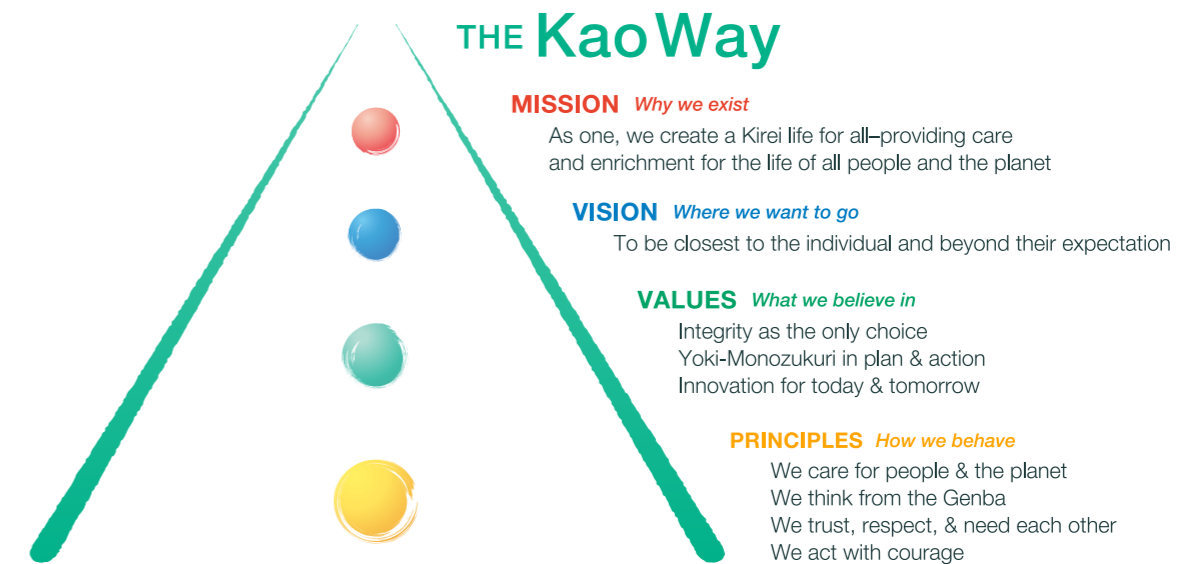 THE Kao Way
MISSION Why we exist
As one, we create a Kirei life for all–providing care
and enrichment for the life of all people and the planet
VISION Where we want to go
To be closest to the individual and beyond their expectation
VALUES What we believe in
Integrity as the only choice
Yoki-Monozukuri in plan & action
Innovation for today & tomorrow
PRINCIPLES How we behave
We care for people & the planet
We think from the Genba
We trust, respect, & need each other
We act with courage